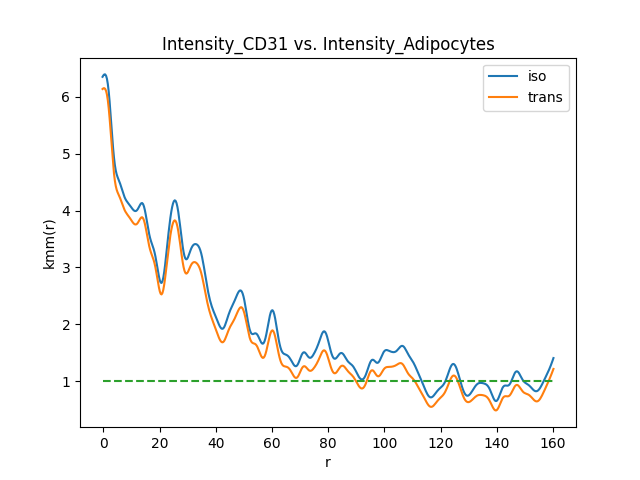 Intensity_CD31 vs. Intensity_Adipocytes
iso
trans
6
5
4
3
2
1
kmm(r)
0 20 40 60 80 100 120 140 160
r